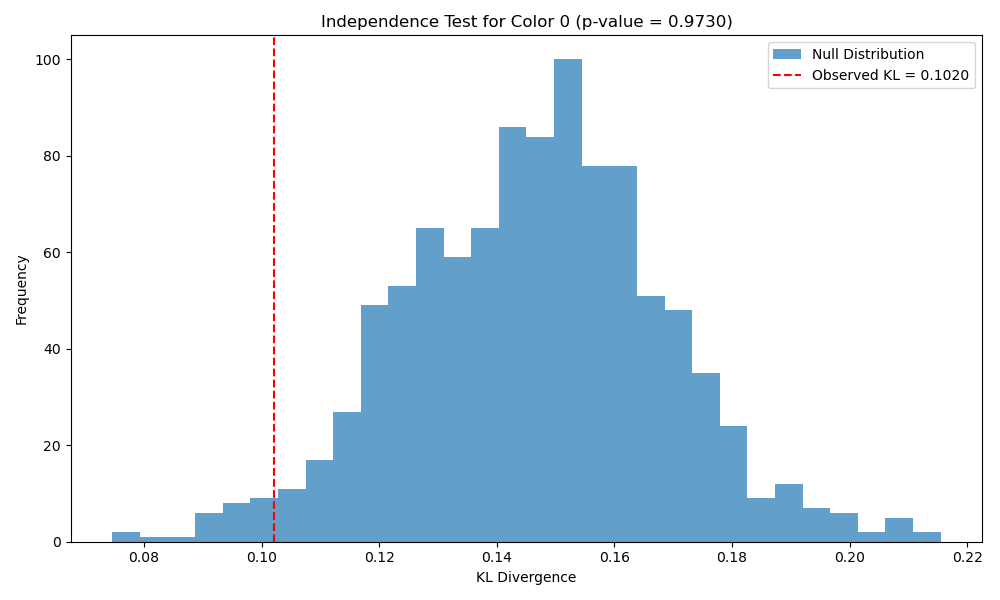 Independence Test for Color 0 (p-value = 0.9730)
Null Distribution
Observed KL = 0.1020
100
80
60
40
20
0
Frequency
0.08
0.10
0.12
0.14
0.16
0.18
0.20
0.22
KL Divergence